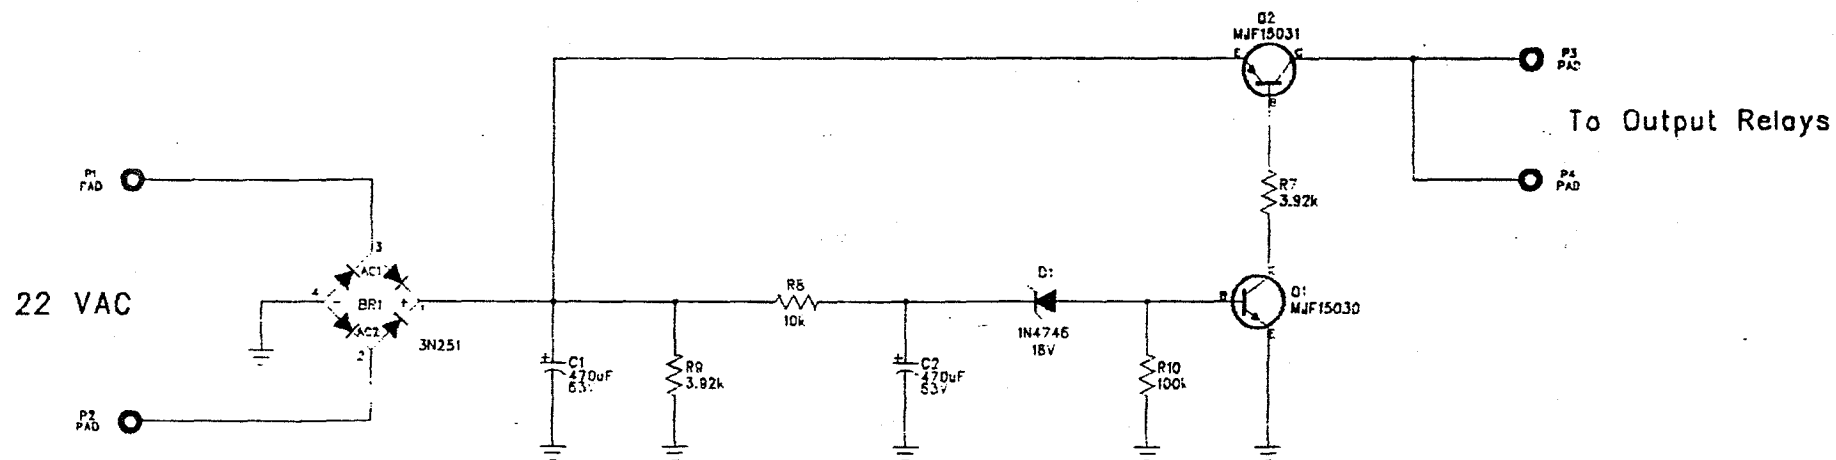 Q2
MJF15031
E
C
B
P3
PAD
To Output Relays
P4
PAD
P1
PAD
R7
3.92k
3
AC1
4
-
BR1
+
1
AC2
2
3N251
22 VAC
R8
10k
D1
1N4746
18V
B
Q1
MJF15030
E
+
C1
470uF
63V
R9
3.92k
+
C2
470uF
63V
R10
100k
P2
PAD